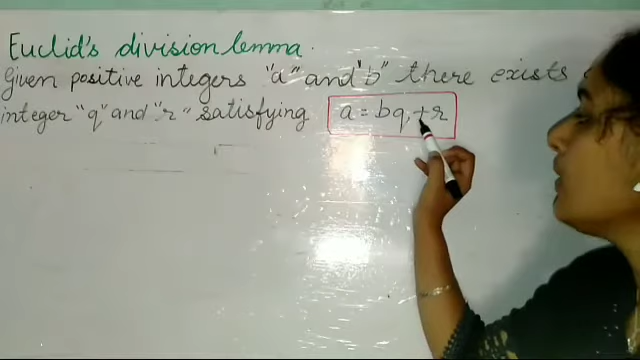 Euclid's division lemma.
Given positive integers "a" and "b" there exists
integer "q" and "r" satisfying a = bq + r